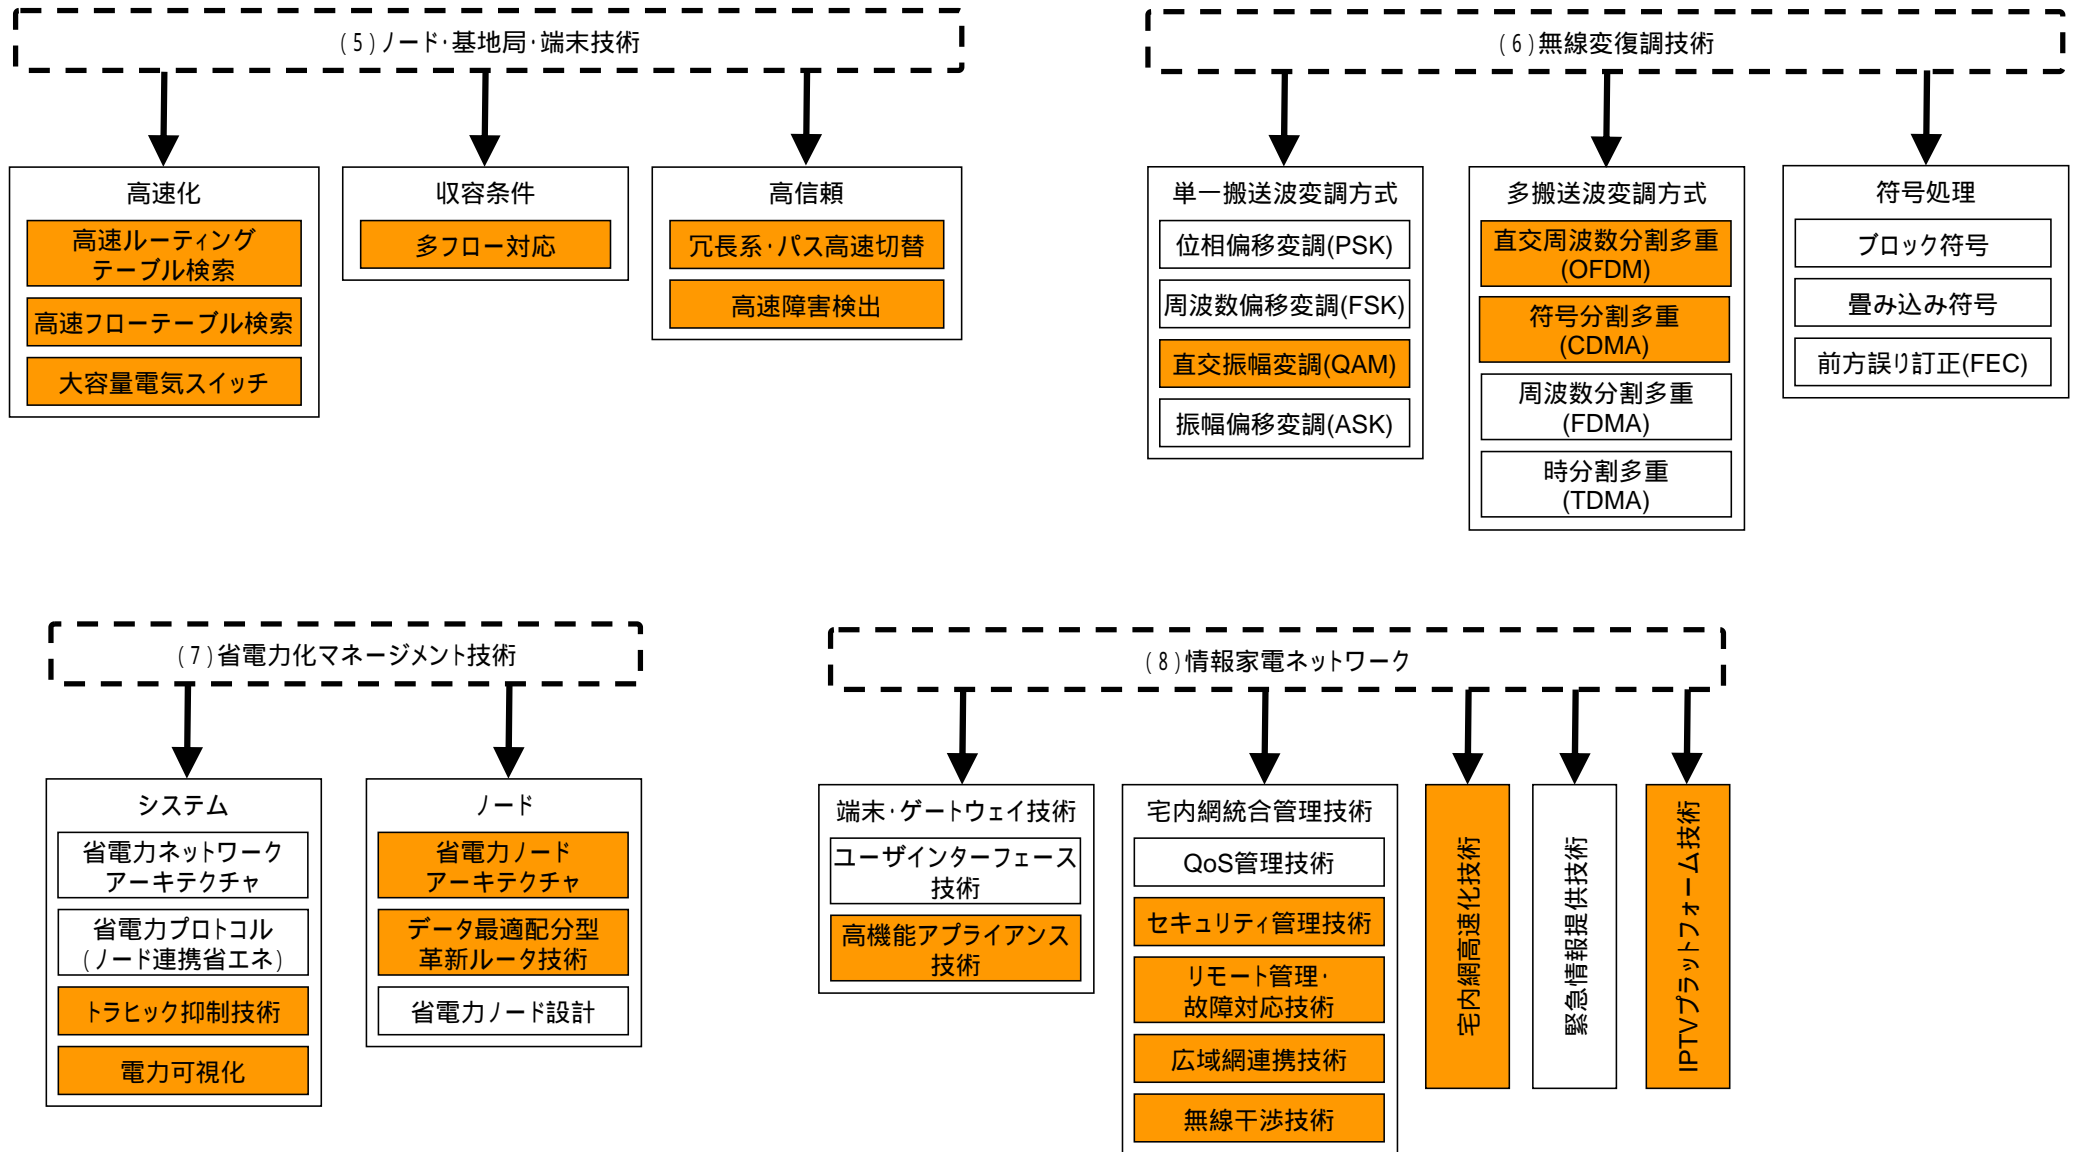 (5)ノード・基地局・端末技術
高速化
高速ルーティング
テーブル検索
高速フローテーブル検索
大容量電気スイッチ
収容条件
多フロー対応
高信頼
冗長系・パス高速切替
高速障害検出
(6)無線変復調技術
単一搬送波変調方式
位相偏移変調(PSK)
周波数偏移変調(FSK)
直交振幅変調(QAM)
振幅偏移変調(ASK)
多搬送波変調方式
直交周波数分割多重
(OFDM)
符号分割多重
(CDMA)
周波数分割多重
(FDMA)
時分割多重
(TDMA)
符号処理
ブロック符号
畳み込み符号
前方誤り訂正(FEC)
(7)省電力化マネージメント技術
システム
省電力ネットワーク
アーキテクチャ
省電力プロトコル
(ノード連携省エネ)
トラヒック抑制技術
電力可視化
ノード
省電力ノード
アーキテクチャ
データ最適配分型
革新ルータ技術
省電力ノード設計
(8)情報家電ネットワーク
端末・ゲートウェイ技術
ユーザインターフェース
技術
高機能アプライアンス
技術
宅内網統合管理技術
QoS管理技術
セキュリティ管理技術
リモート管理・
故障対応技術
広域網連携技術
無線干渉技術
宅内網高速化技術
緊急情報提供技術
IPTVプラットフォーム技術